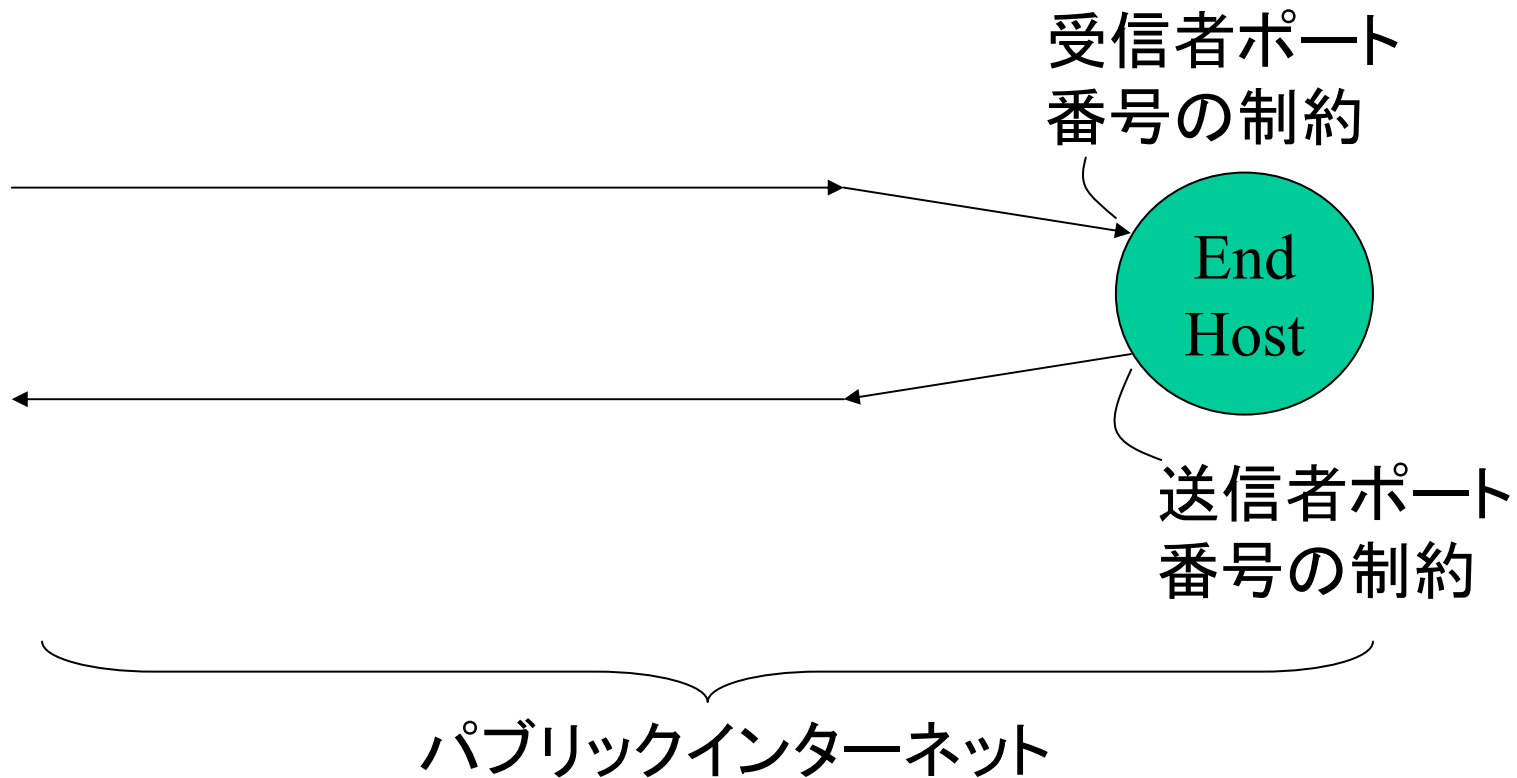 受信者ポート
番号の制約
End
Host
送信者ポート
番号の制約
パブリックインターネット